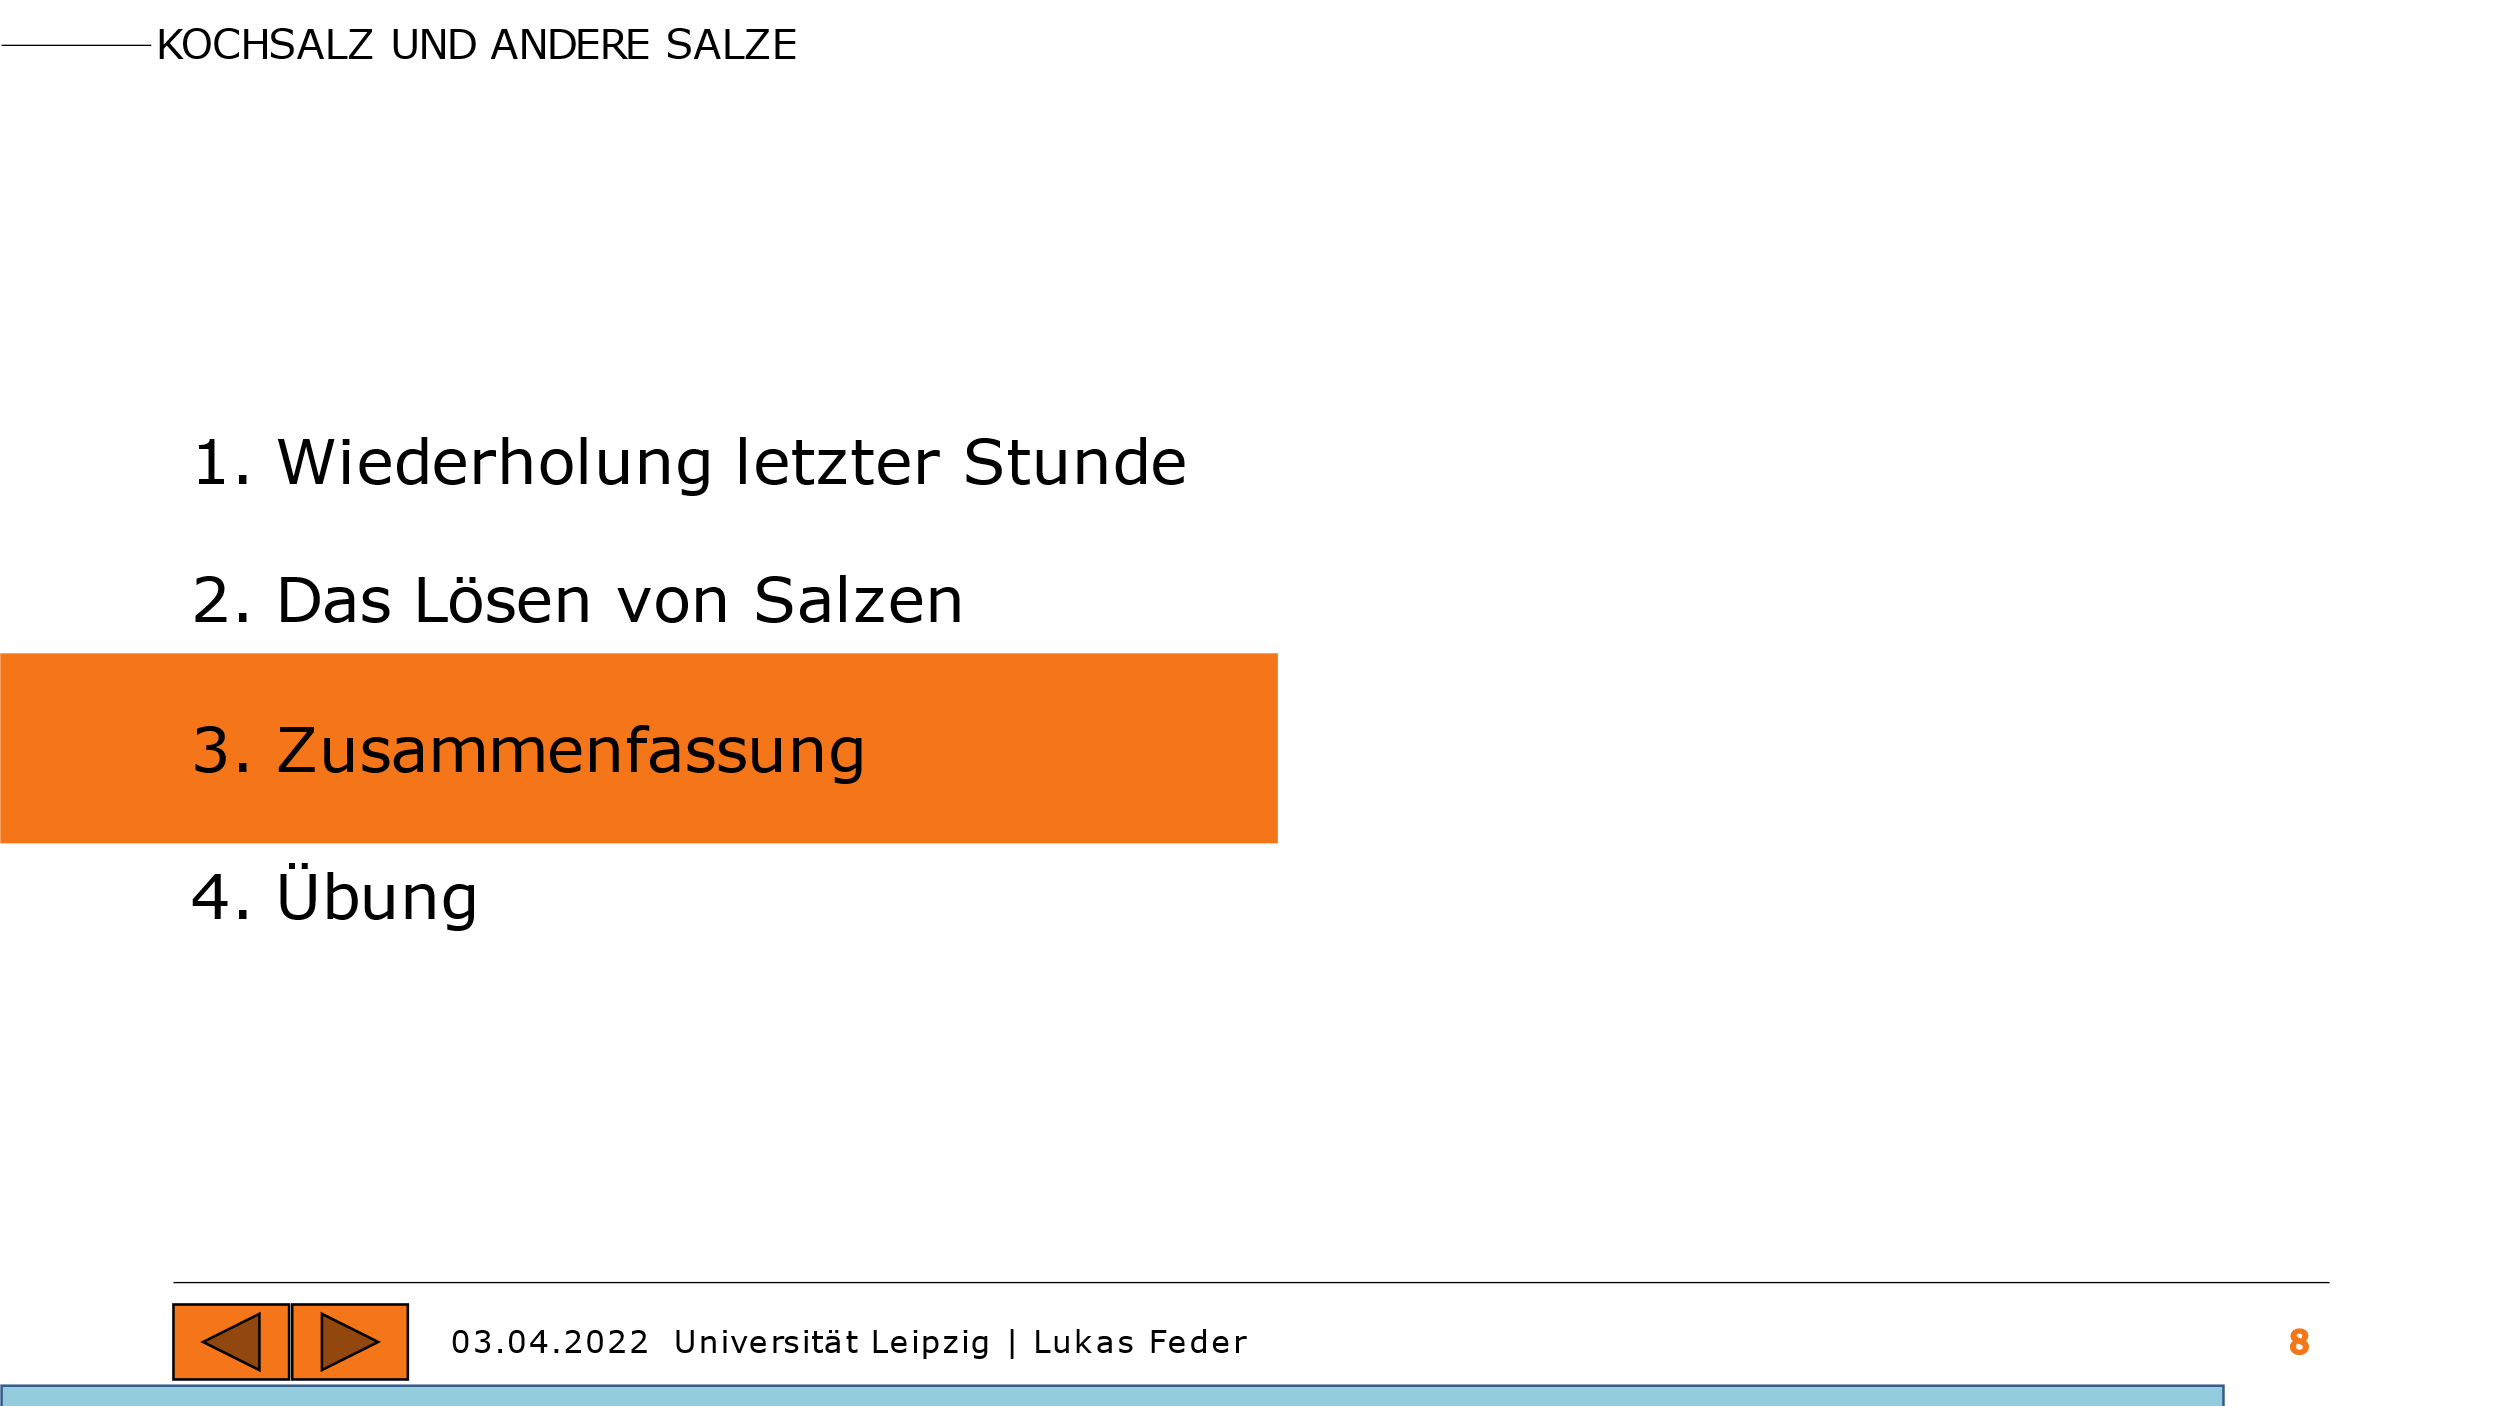 KOCHSALZ UND ANDERE SALZE
1. Wiederholung letzter Stunde
2. Das Lösen von Salzen
3. Zusammenfassung
4. Übung
03.04.2022 Universität Leipzig | Lukas Feder
8